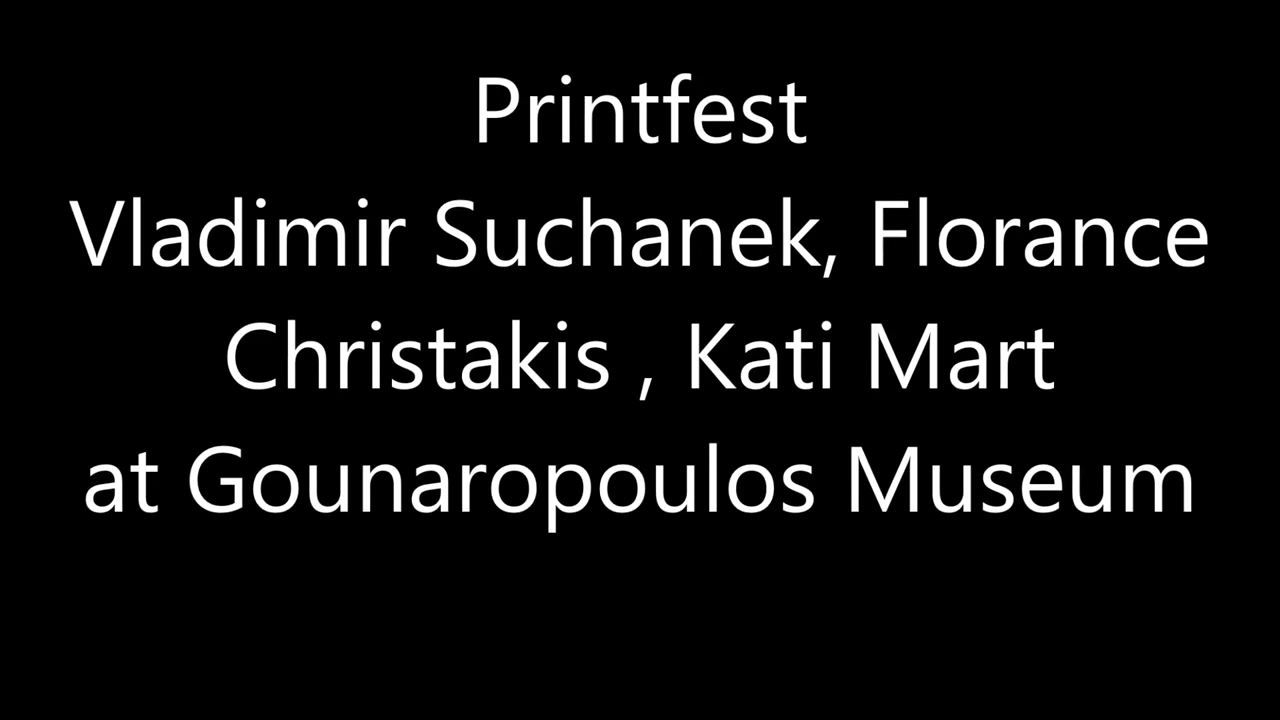 Printfest
Vladimir Suchanek, Florance
Christakis , Kati Mart
at Gounaropoulos Museum